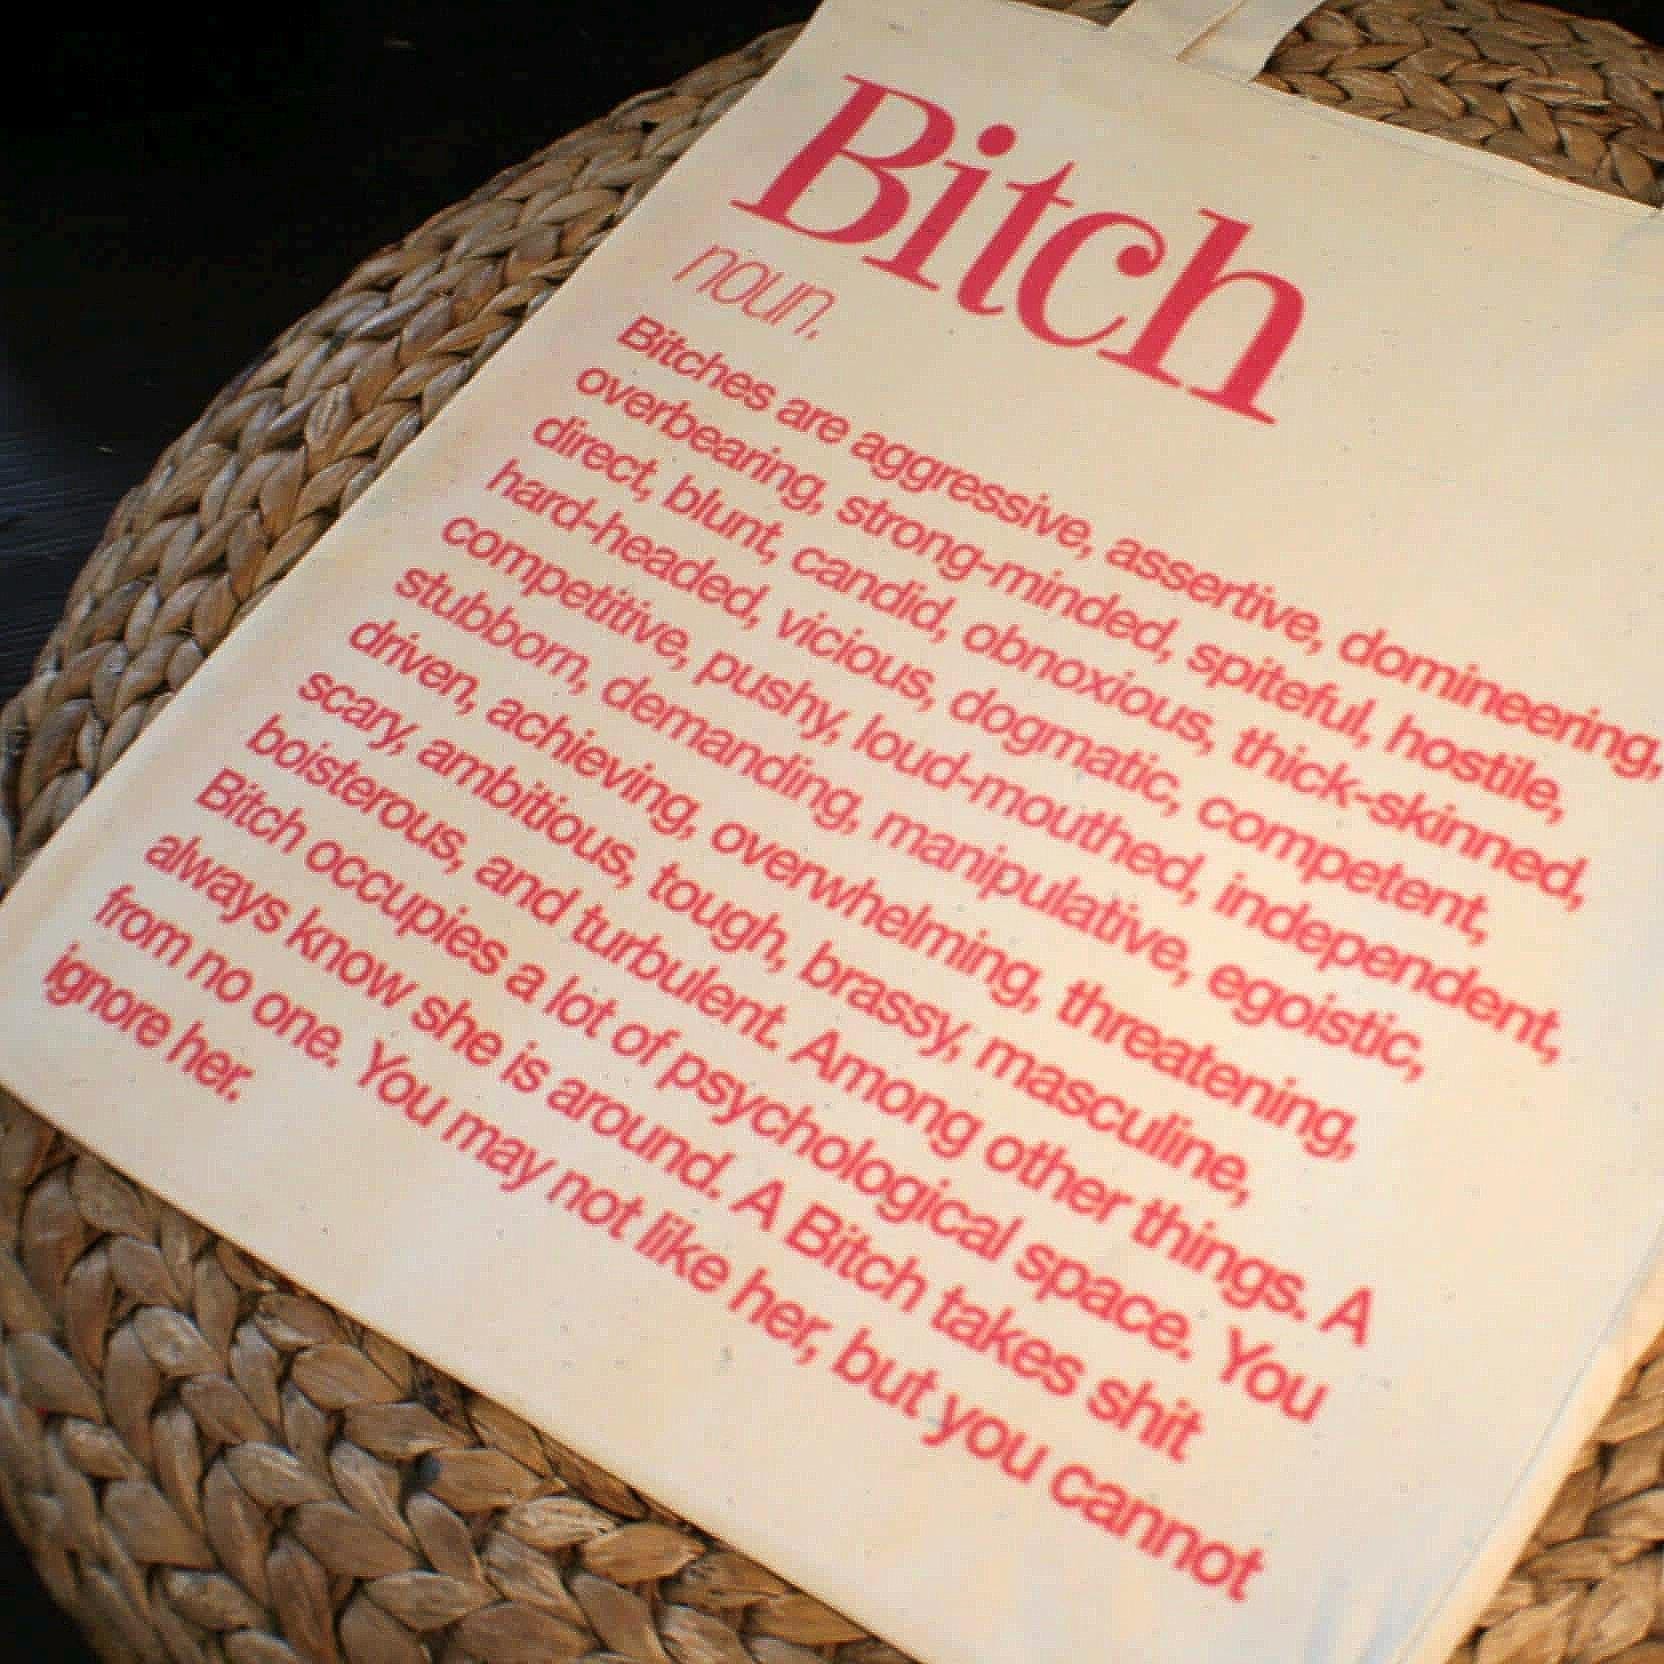 Bitch
noun.
Bitches are aggressive, assertive, domineering,
overbearing, strong-minded, spiteful, hostile,
direct, blunt, candid, obnoxious, thick-skinned,
hard-headed, vicious, dogmatic, competent,
competitive, pushy, loud-mouthed, independent,
stubborn, demanding, manipulative, egoistic,
driven, achieving, overwhelming, threatening,
scary, ambitious, tough, brassy, masculine,
boisterous, and turbulent. Among other things. A
Bitch occupies a lot of psychological space. You
always know she is around. A Bitch takes shit
from no one. You may not like her, but you cannot
ignore her.